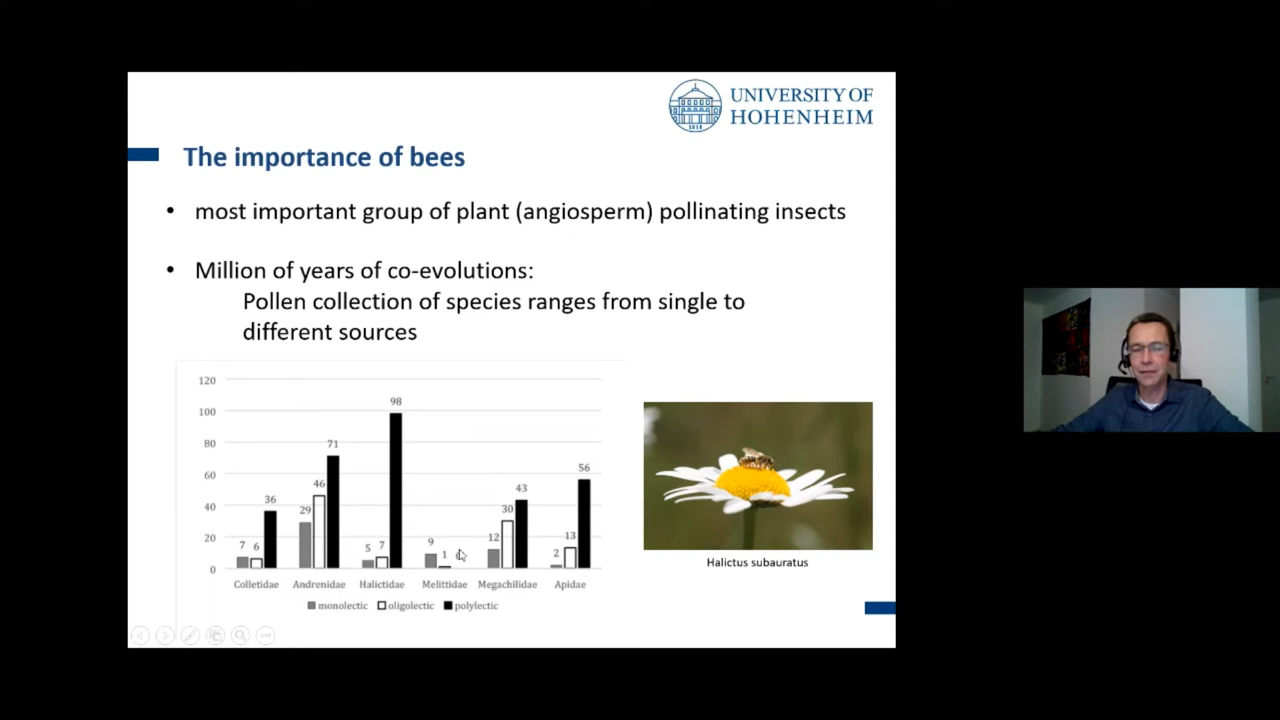 UNIVERSITY OF
HOHENHEIM
The importance of bees
• most important group of plant (angiosperm) pollinating insects
• Million of years of co-evolutions:
Pollen collection of species ranges from single to
different sources
120
100
80
60
40
20
0
7 6 36
29 46 71
5 7 98
9 1
12 30 43
2 13 56
Colletidae Andrenidae Halictidae Melittidae Megachilidae Apidae
monolectic oligolectic polylectic
Halictus subauratus